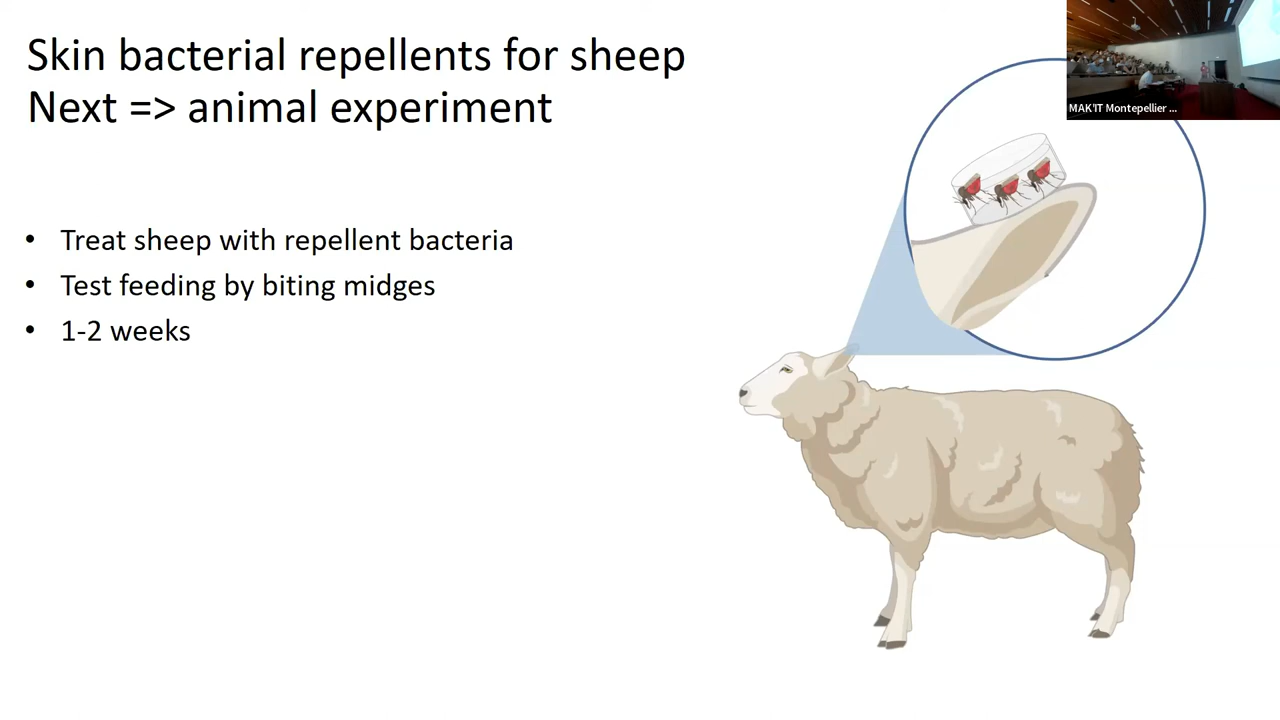 Skin bacterial repellents for sheep
Next => animal experiment
MAK'IT Montepellier ...
• Treat sheep with repellent bacteria
• Test feeding by biting midges
• 1-2 weeks